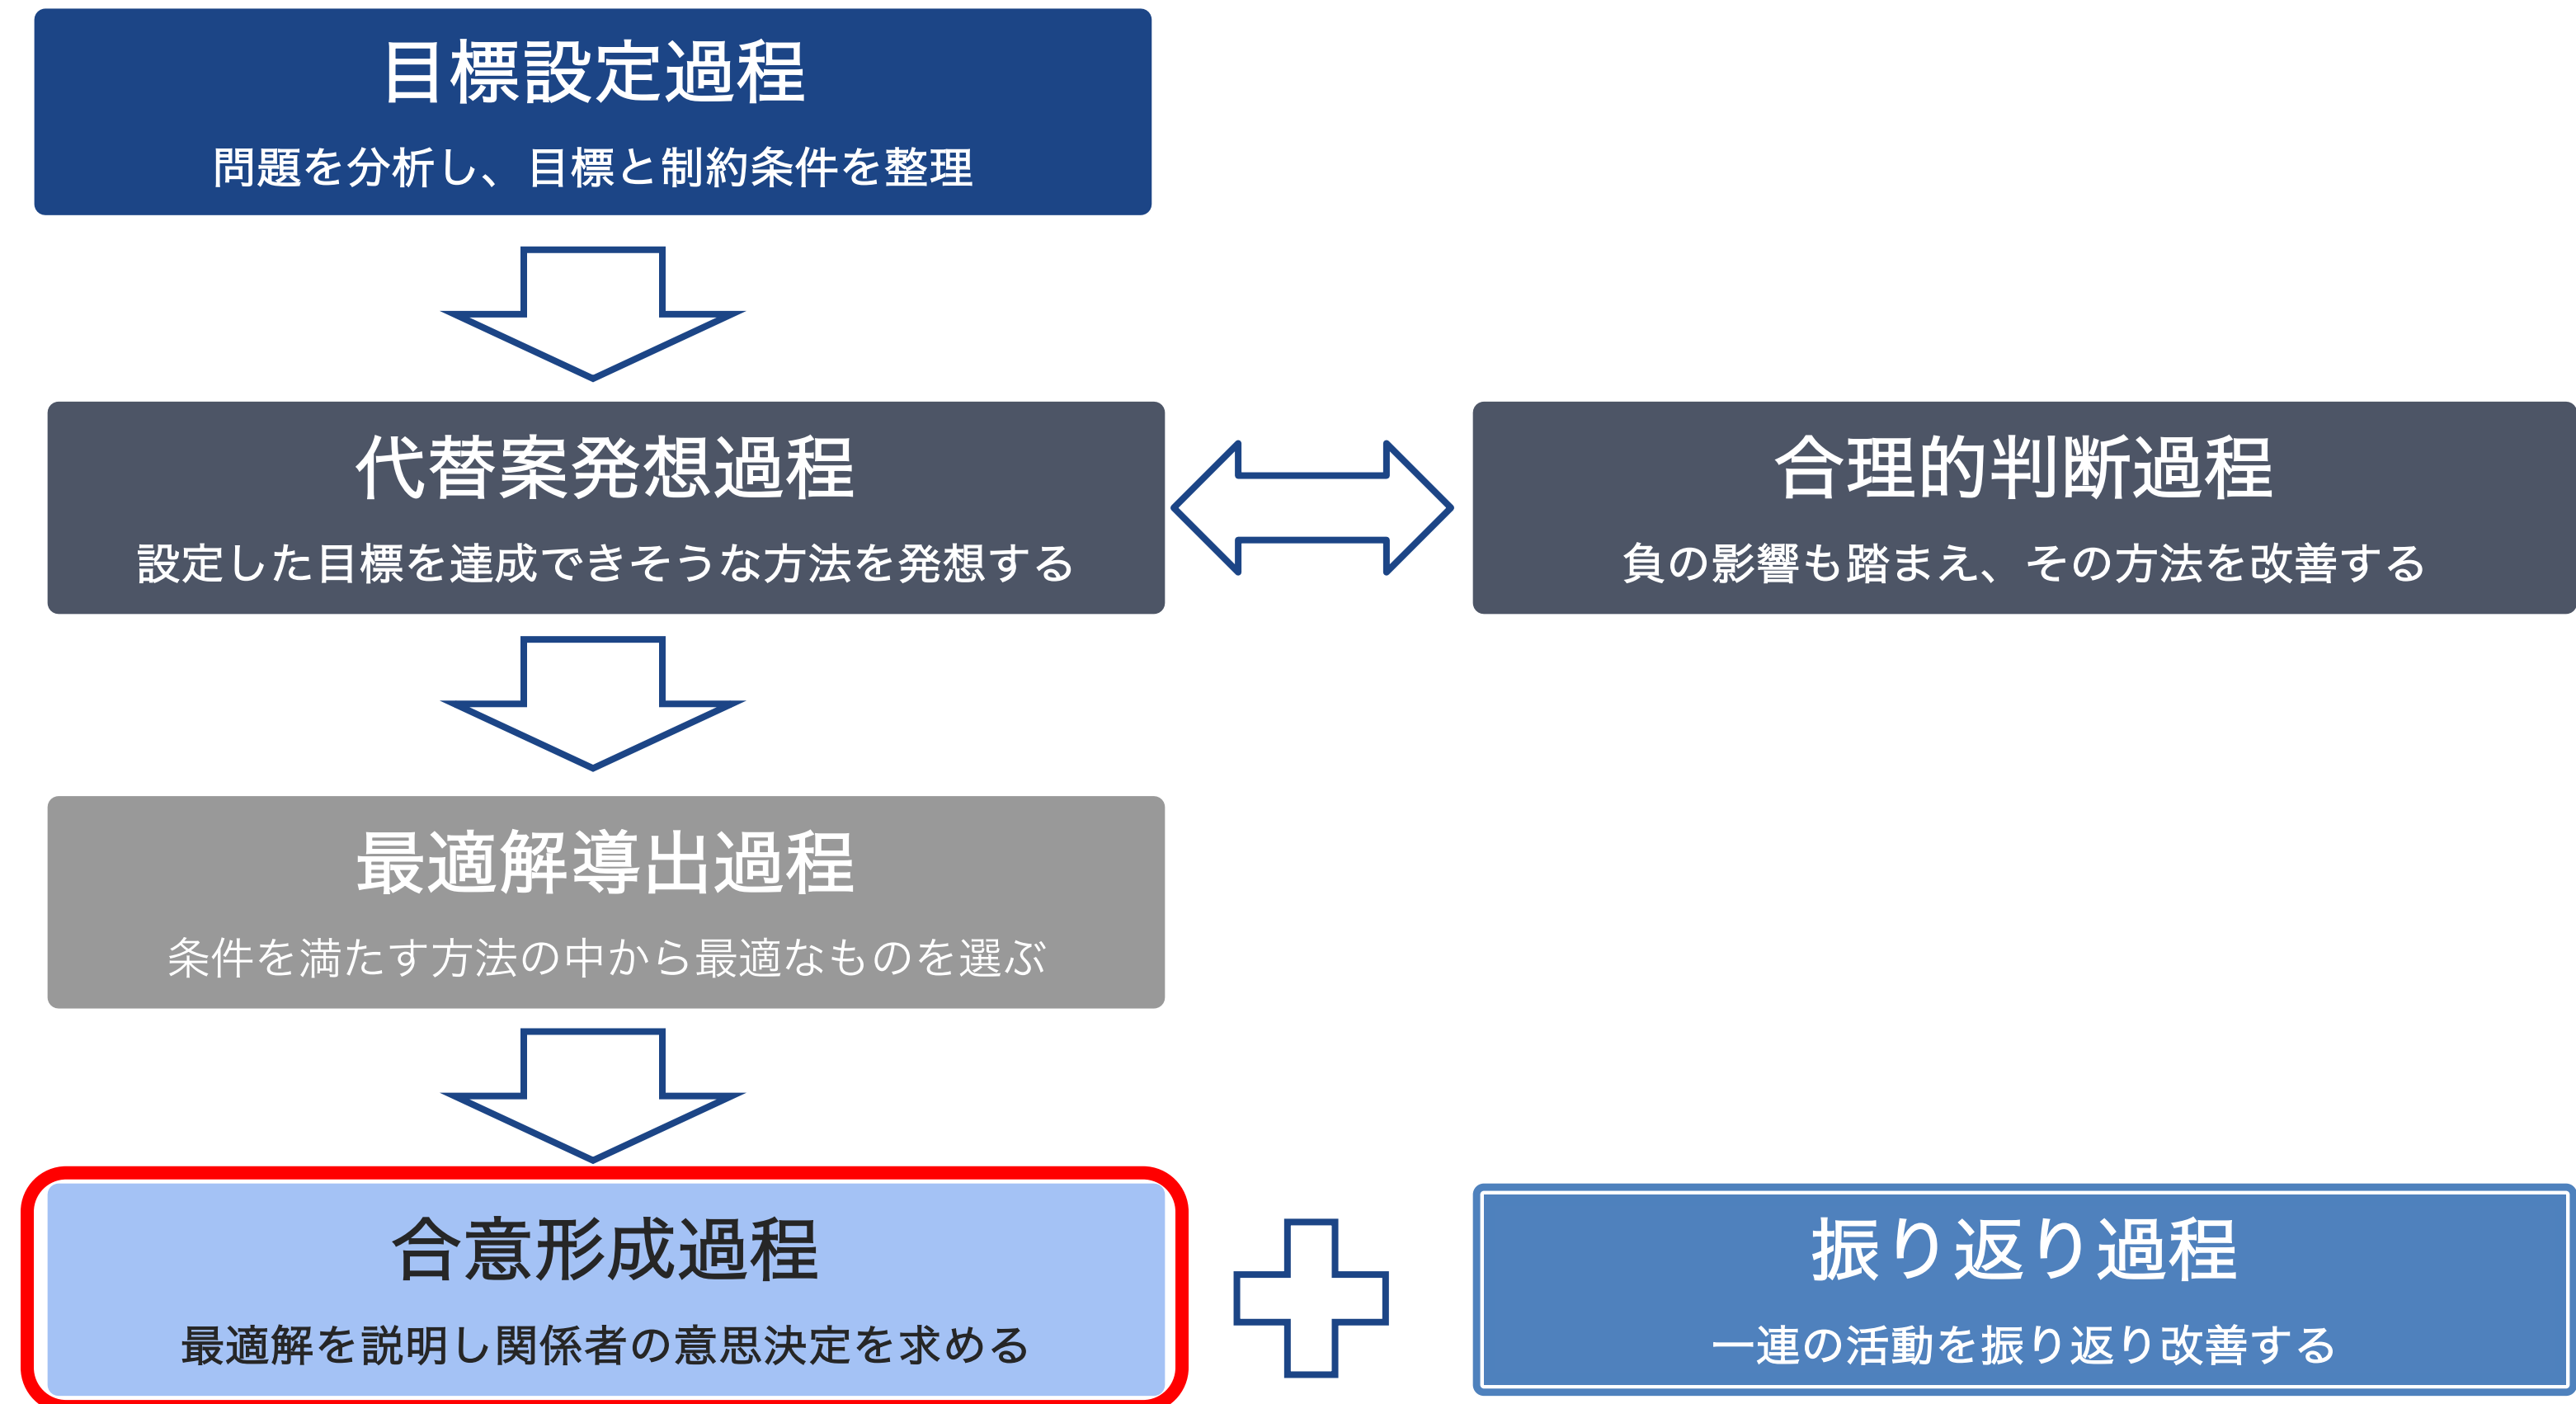 目標設定過程
問題を分析し、目標と制約条件を整理
代替案発想過程
設定した目標を達成できそうな方法を発想する
合理的判断過程
負の影響も踏まえ、その方法を改善する
最適解導出過程
条件を満たす方法の中から最適なものを選ぶ
合意形成過程
最適解を説明し関係者の意思決定を求める
振り返り過程
一連の活動を振り返り改善する